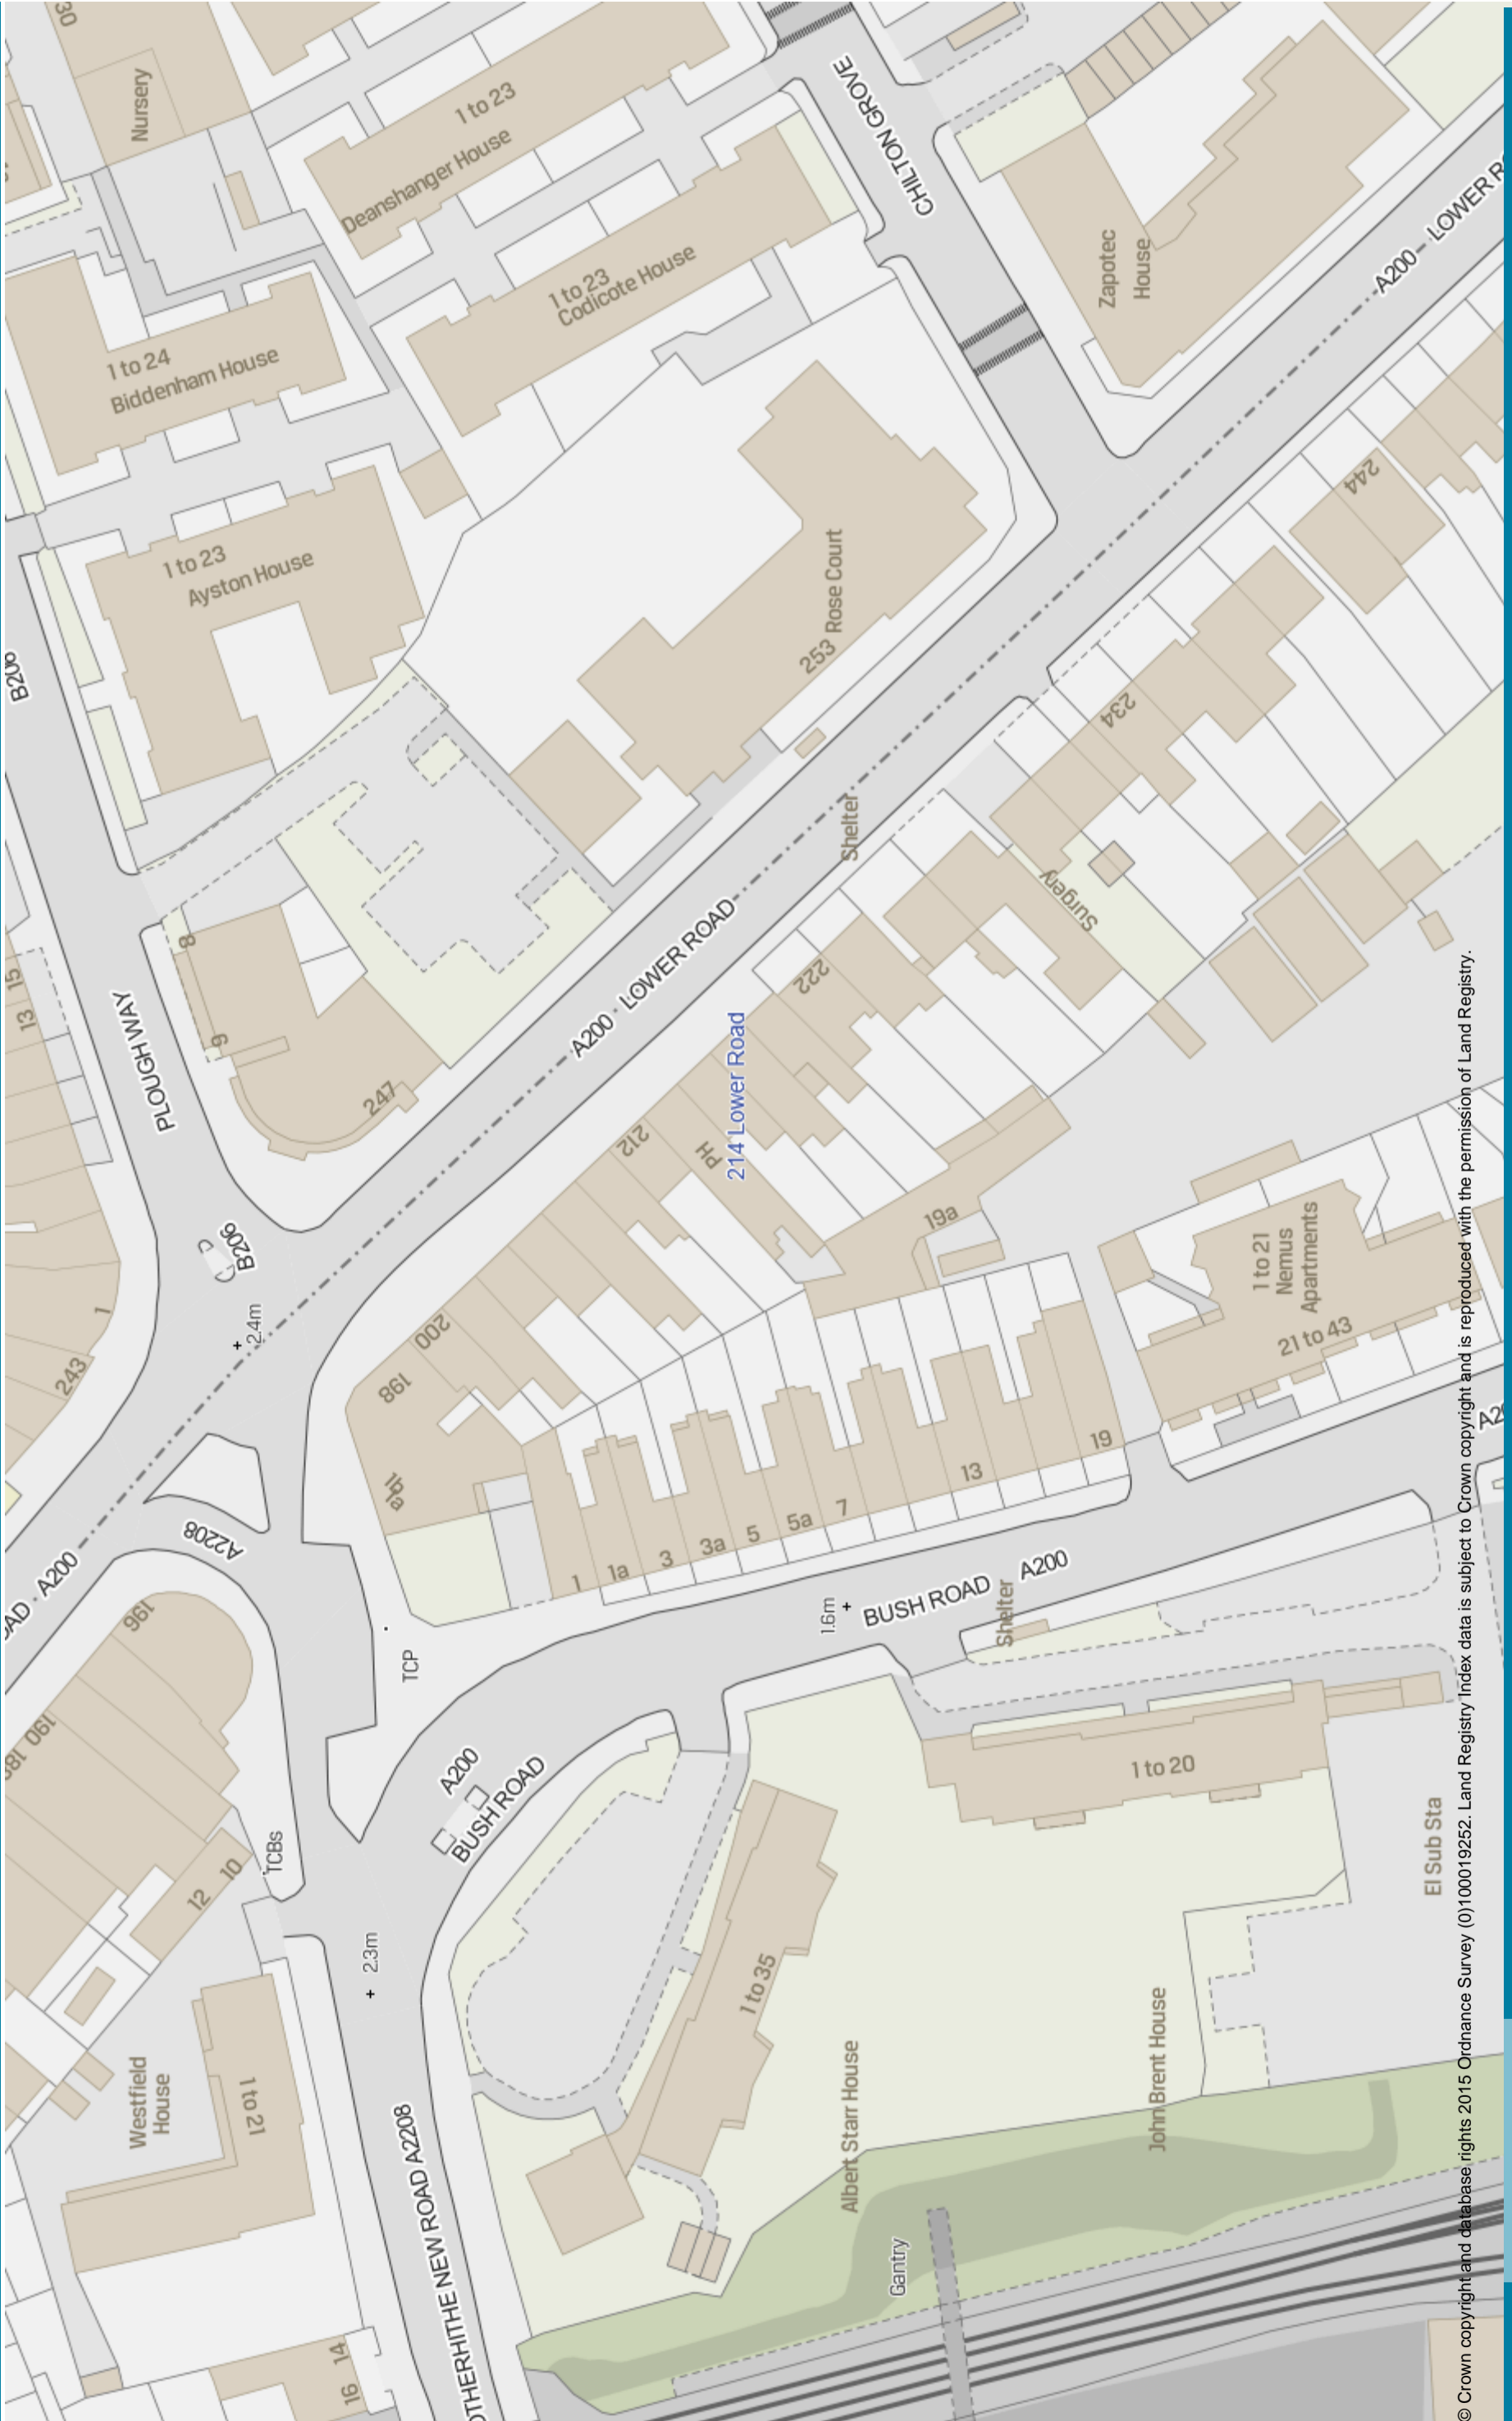 30
Nursery
1 to 23
Deanshanger House
CHILTON GROVE
1 to 23
Codicote House
Zapotec
House
A200
LOWER R
1 to 24
Biddenham House
1 to 23
Ayston House
B206
244
253
Rose Court
234
Shelter
Surgery
222
8
9
15
13
PLOUGH WAY
247
A200
LOWER ROAD
214 Lower Road
PH
212
B206
2.4m
1
243
200
198
19a
1 to 21
Nemus
Apartments
21 to 43
1
1a
3
3a
5
5a
7
13
19
A2208
OAD
A200
196
190
TCP
1.6m
BUSH ROAD
A200
Shelter
A200
BUSH ROAD
TCBs
12
10
2.3m
1 to 20
El Sub Sta
1 to 35
Westfield
House
1 to 21
Albert Starr House
John Brent House
OTHERHITHE NEW ROAD A2208
Gantry
14
16
© Crown copyright and database rights 2015 Ordnance Survey (0)100019252. Land Registry Index data is subject to Crown copyright and is reproduced with the permission of Land Registry.